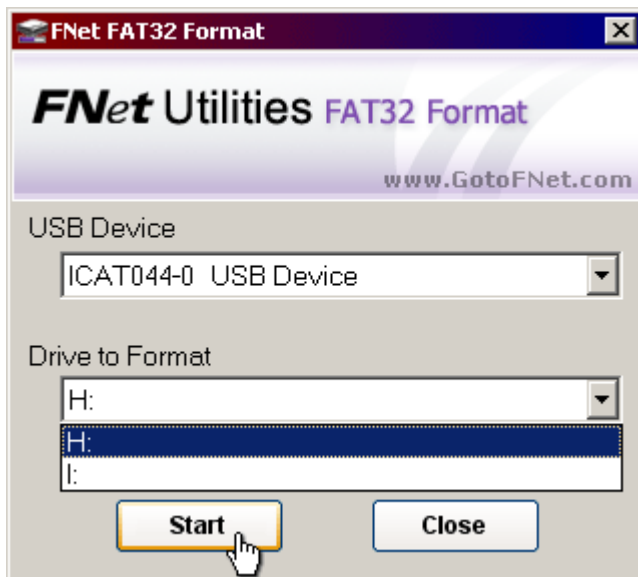 FNet FAT32 Format
FNet Utilities FAT32 Format
www.GotoFNet.com
USB Device
ICAT044-0 USB Device
Drive to Format
H:
H:
I:
Start Close